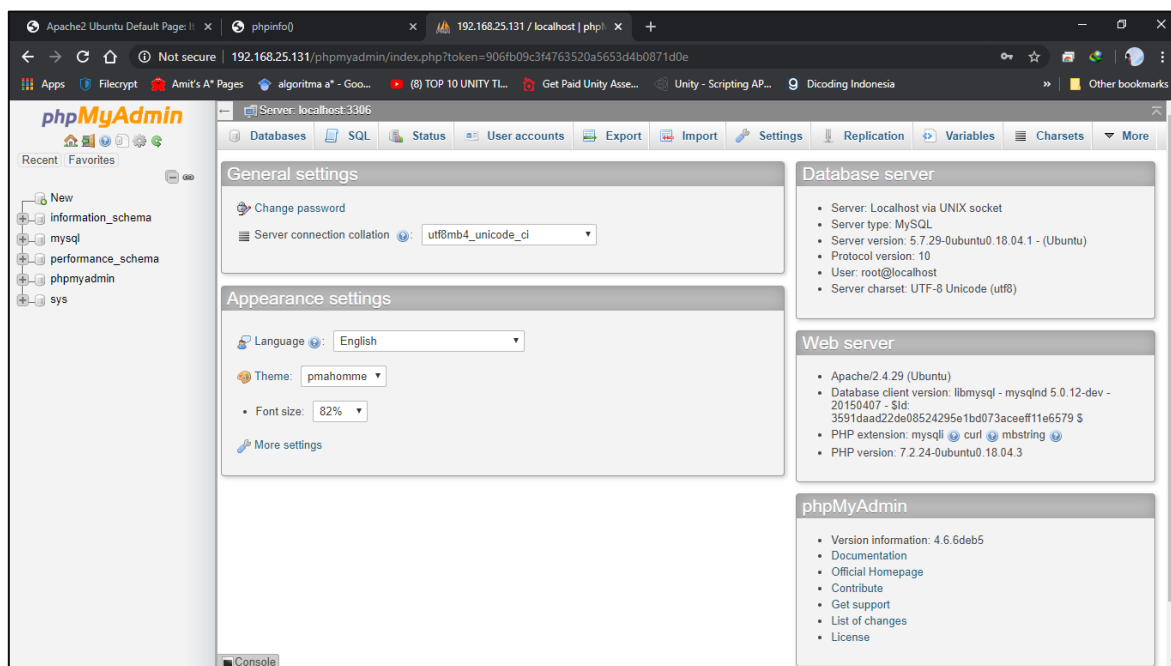 Apache2 Ubuntu Default Page: It
phpinfo()
192.168.25.131 / localhost | php
Not secure | 192.168.25.131/phpmyadmin/index.php?token=906fb09c3f4763520a5653d4b0871d0e
Apps Filecrypt Amit's A* Pages algoritma a* - Goo... (8) TOP 10 UNITY TI... Get Paid Unity Asse... Unity - Scripting AP... Dicoding Indonesia » Other bookmarks
phpMyAdmin
Recent Favorites
New
information_schema
mysql
performance_schema
phpmyadmin
sys
Server: localhost:3306
Databases SQL Status User accounts Export Import Settings Replication Variables Charsets More
General settings
Change password
Server connection collation : utf8mb4_unicode_ci
Appearance settings
Language : English
Theme: pmahomme
• Font size: 82%
More settings
Database server
• Server: Localhost via UNIX socket
• Server type: MySQL
• Server version: 5.7.29-0ubuntu0.18.04.1 - (Ubuntu)
• Protocol version: 10
• User: root@localhost
• Server charset: UTF-8 Unicode (utf8)
Web server
• Apache/2.4.29 (Ubuntu)
• Database client version: libmysql - mysqlnd 5.0.12-dev -
20150407 - $Id:
3591daad22de08524295e1bd073aceeff11e6579 $
• PHP extension: mysqli curl mbstring
• PHP version: 7.2.24-0ubuntu0.18.04.3
phpMyAdmin
• Version information: 4.6.6deb5
• Documentation
• Official Homepage
• Contribute
• Get support
• List of changes
• License
Console